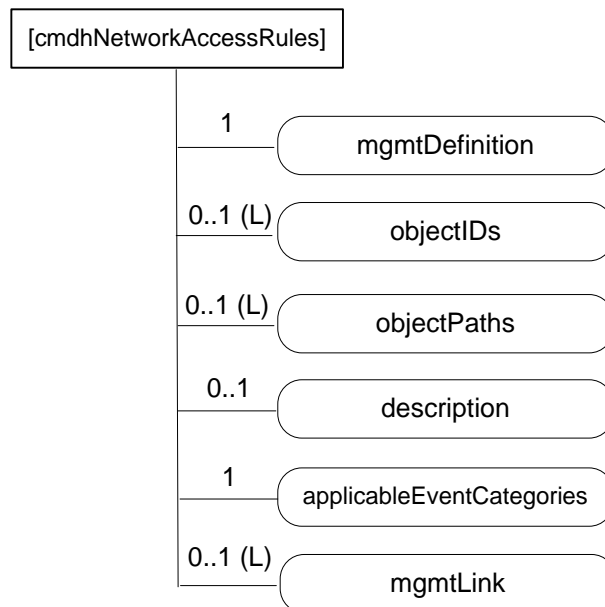 [cmdhNetworkAccessRules]
1
mgmtDefinition
0..1 (L)
objectIDs
0..1 (L)
objectPaths
0..1
description
1
applicableEventCategories
0..1 (L)
mgmtLink